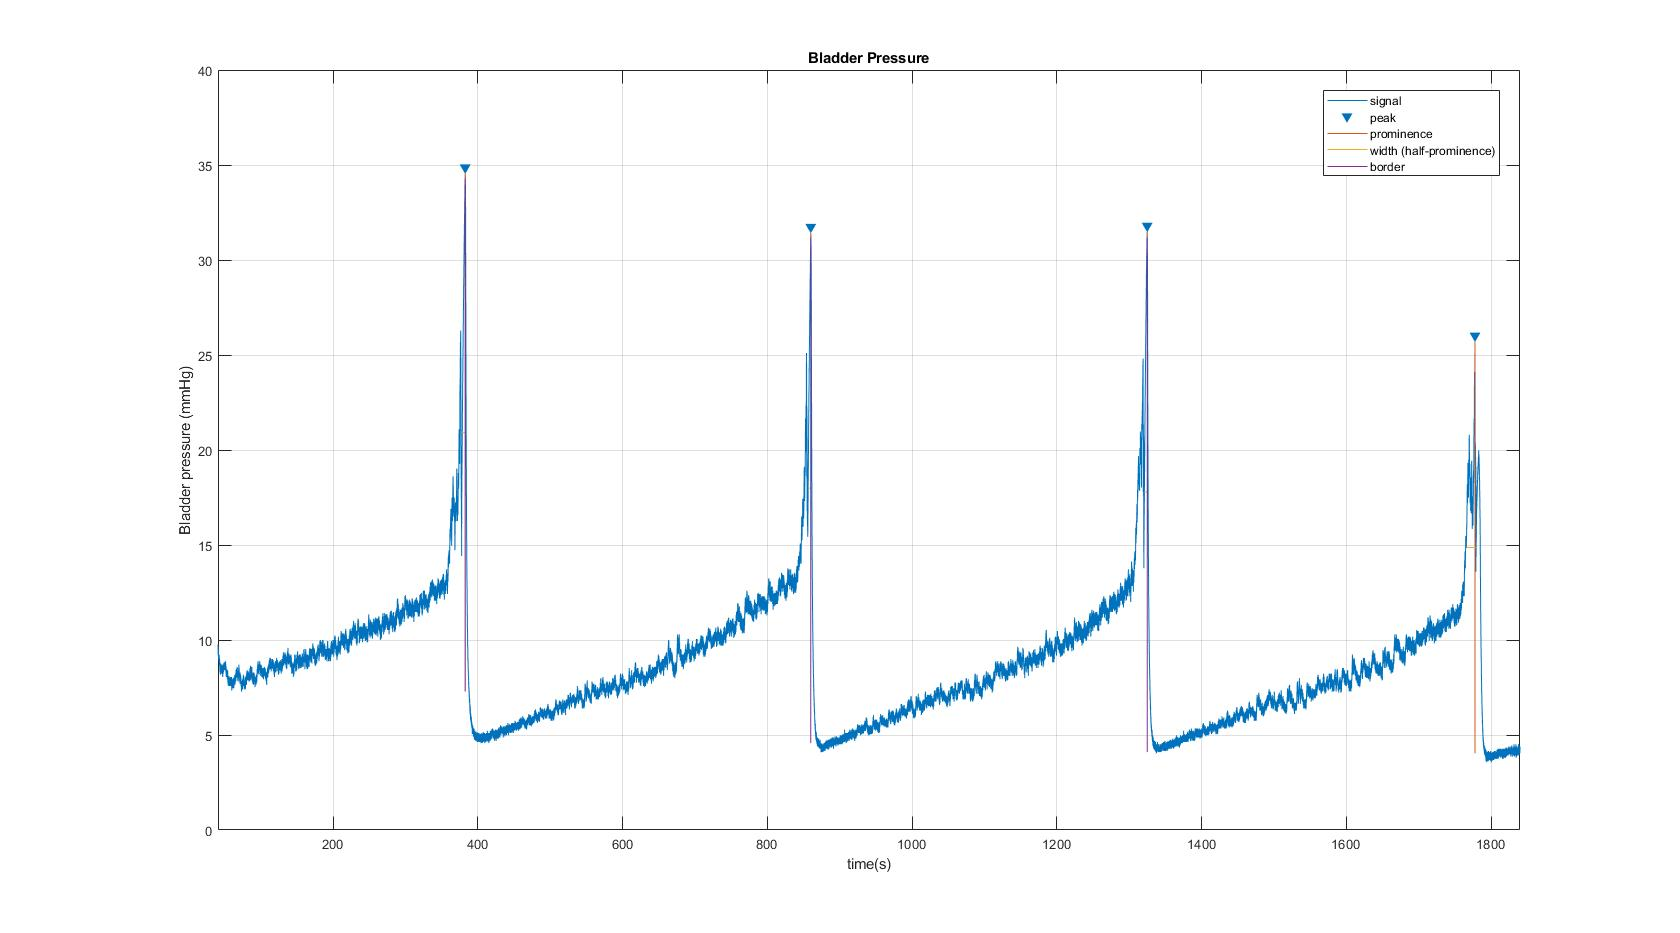 Bladder Pressure
signal
peak
prominence
width (half-prominence)
border
40
35
30
25
20
15
10
5
0
Bladder pressure (mmHg)
200 400 600 800 1000 1200 1400 1600 1800
time(s)